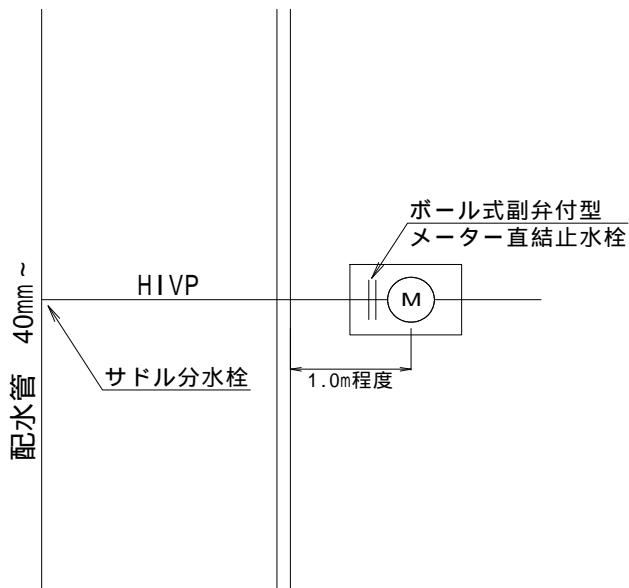 ボール式副弁付型
メーター直結止水栓
HIVP
M
配水管 40mm~
サドル分水栓
1.0m程度